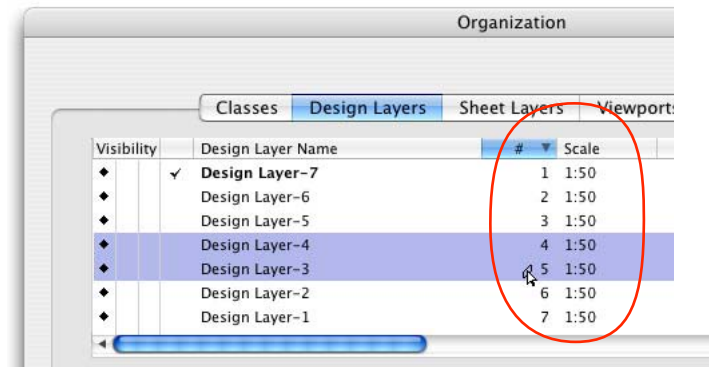 Organization
Classes Design Layers Sheet Layers Viewports
Visibility Design Layer Name # Scale
Design Layer-7 1 1:50
Design Layer-6 2 1:50
Design Layer-5 3 1:50
Design Layer-4 4 1:50
Design Layer-3 5 1:50
Design Layer-2 6 1:50
Design Layer-1 7 1:50